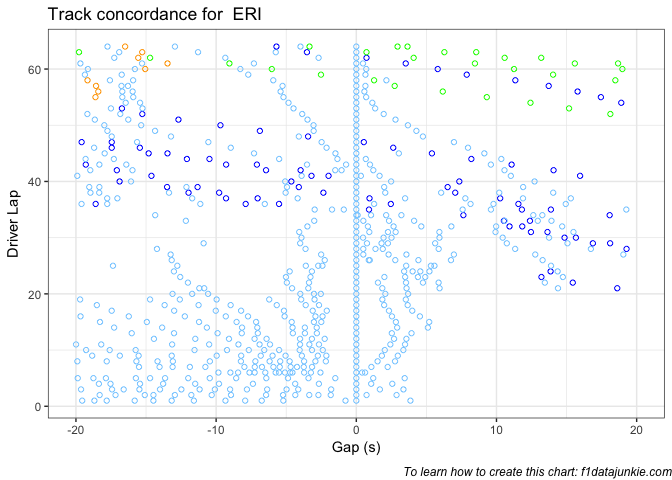 Track concordance for  ERI
Driver Lap
60
40
20
0
-20
-10
0
10
20
Gap (s)
To learn how to create this chart: f1datajunkie.com